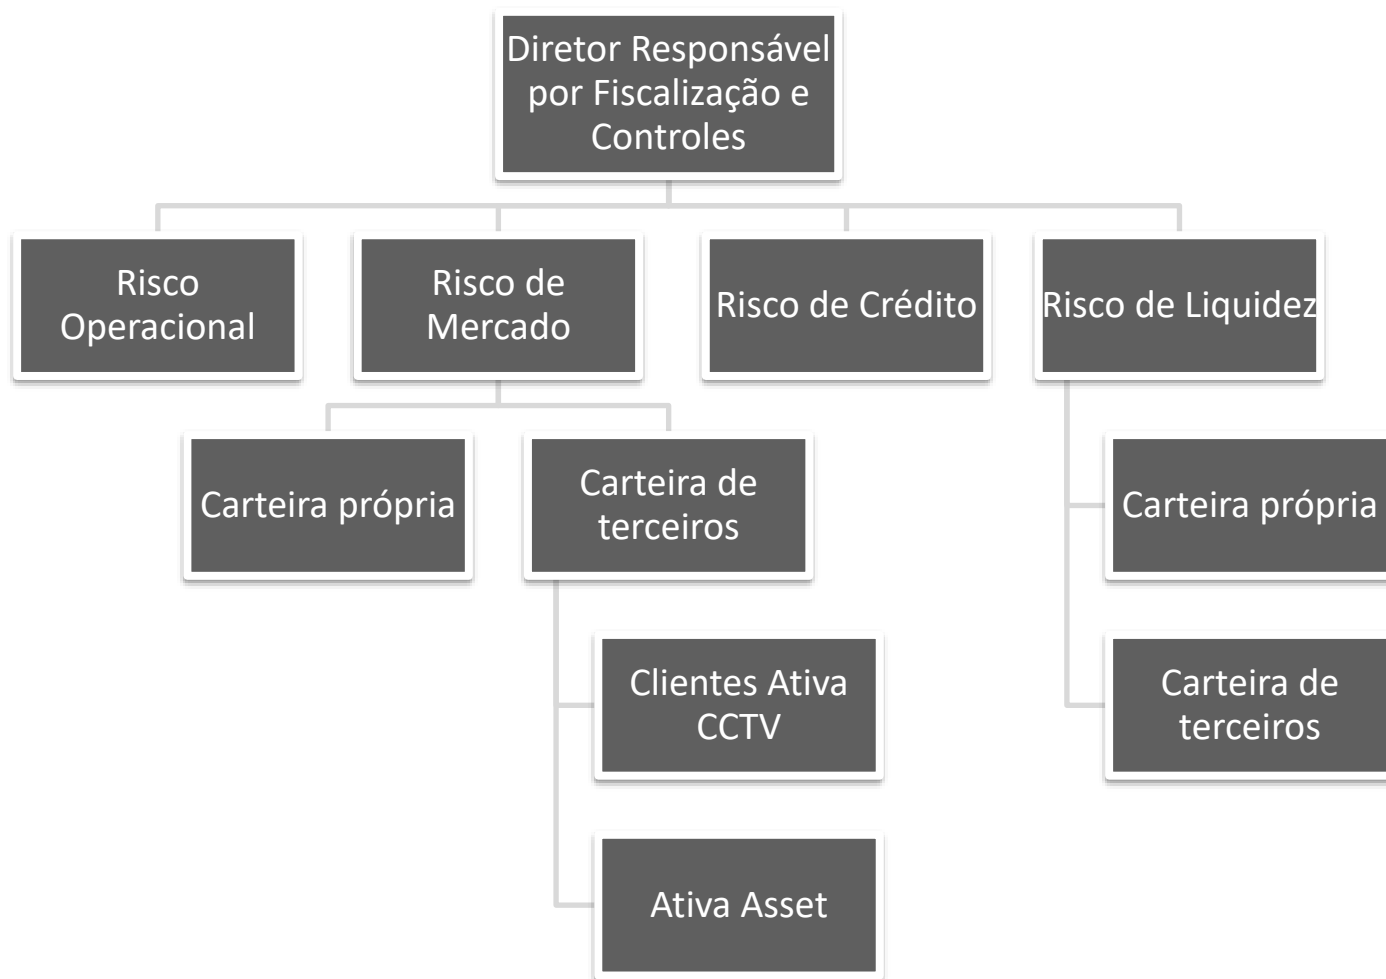 Diretor Responsável
por Fiscalização e
Controles
Risco
Operacional
Risco de
Mercado
Risco de Crédito
Risco de Liquidez
Carteira própria
Carteira de
terceiros
Carteira própria
Clientes Ativa
CCTV
Carteira de
terceiros
Ativa Asset